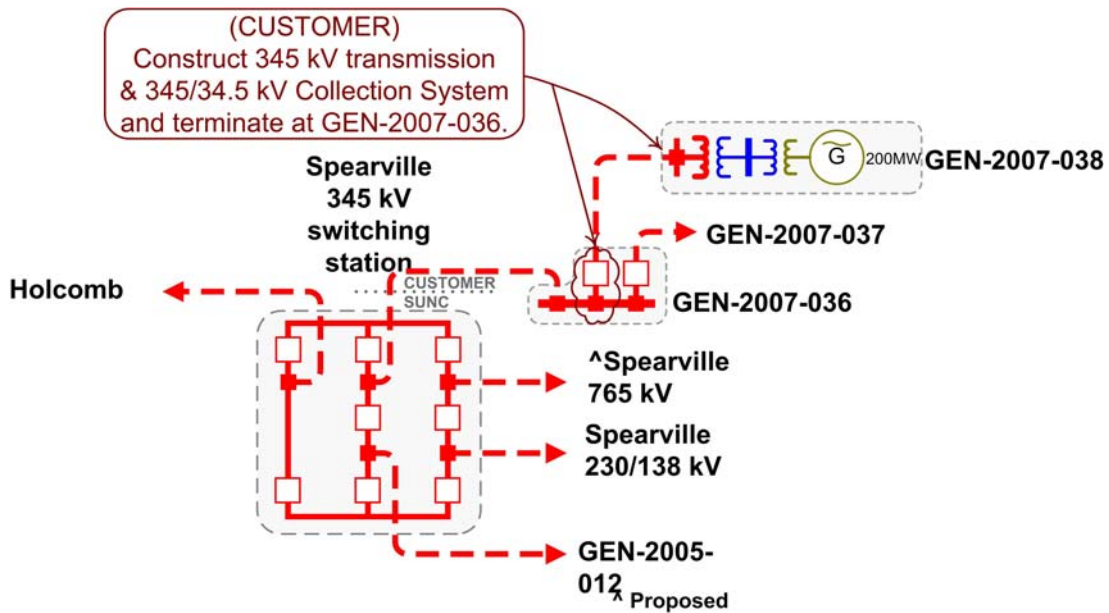 (CUSTOMER)
Construct 345 kV transmission
& 345/34.5 kV Collection System
and terminate at GEN-2007-036.
G
200MW
GEN-2007-038
Spearville
345 kV
switching
station
GEN-2007-037
CUSTOMER
SUNC
Holcomb
GEN-2007-036
^Spearville
765 kV
Spearville
230/138 kV
GEN-2005-
012
^ Proposed